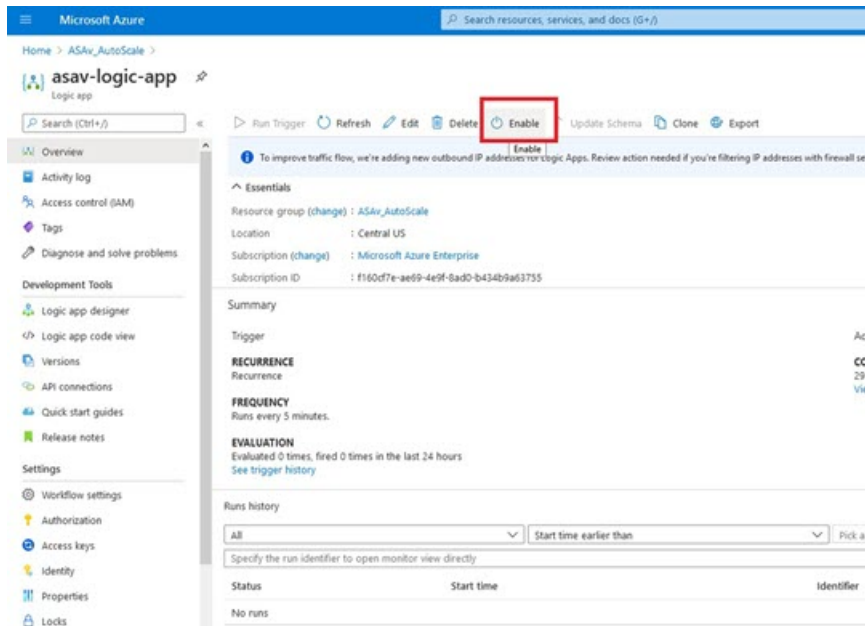 Microsoft Azure
Search resources, services, and docs (G+/)
Home > ASAv_AutoScale >
asav-logic-app
Logic app
Search (Ctrl+/)
Run Trigger Refresh Edit Delete Enable Update Schema Clone Export
Enable
Overview
Activity log
Access control (IAM)
Tags
Diagnose and solve problems
Development Tools
Logic app designer
Logic app code view
Versions
API connections
Quick start guides
Release notes
Settings
Workflow settings
Authorization
Access keys
Identity
Properties
Locks
To improve traffic flow, we're adding new outbound IP addresses for Logic Apps. Review action needed if you're filtering IP addresses with firewall se
Essentials
Resource group (change) : ASAv_AutoScale
Location : Central US
Subscription (change) : Microsoft Azure Enterprise
Subscription ID : f160cf7e-ae69-4e9f-8ad0-b434b9a63755
Summary
Trigger
RECURRENCE
Recurrence
FREQUENCY
Runs every 5 minutes.
EVALUATION
Evaluated 0 times, fired 0 times in the last 24 hours
See trigger history
Ac
CO
29
Vie
Runs history
All Start time earlier than Pick a
Specify the run identifier to open monitor view directly
Status Start time Identifier
No runs